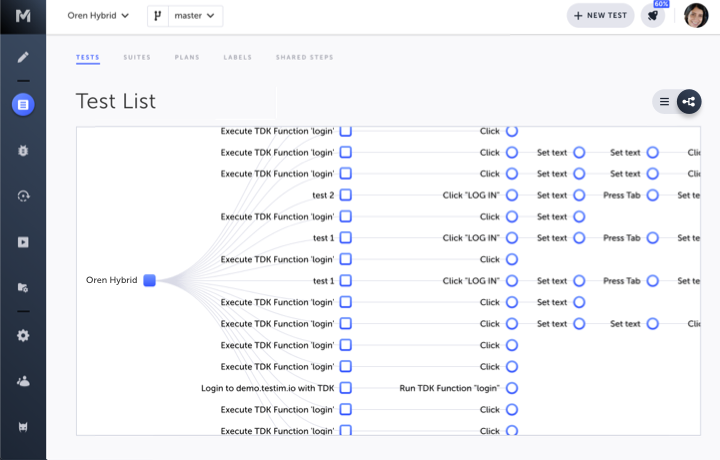 M Oren Hybrid master + NEW TEST 60%
TESTS SUITES PLANS LABELS SHARED STEPS
Test List
Execute TDK Function 'login' Click
Execute TDK Function 'login' Click Set text Set text Clic
Execute TDK Function 'login' Click Set text Set text Clic
test 2 Click "LOG IN" Set text Press Tab Set te
Execute TDK Function 'login' Click Set text
test 1 Click "LOG IN" Set text Press Tab Set te
Execute TDK Function 'login' Click
Oren Hybrid test 1 Click "LOG IN" Set text Press Tab Set te
Execute TDK Function 'login' Click Set text
Execute TDK Function 'login' Click Set text Set text Clic
Execute TDK Function 'login' Click
Execute TDK Function 'login' Click
Login to demo.testim.io with TDK Run TDK Function "login"
Execute TDK Function 'login' Click
Execute TDK Function 'login' Click